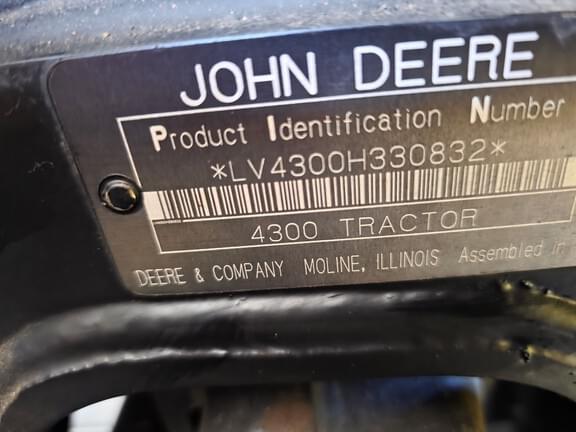 JOHN DEERE
Product Identification Number
*LV4300H330832*
4300 TRACTOR
DEERE & COMPANY MOLINE, ILLINOIS Assembled in